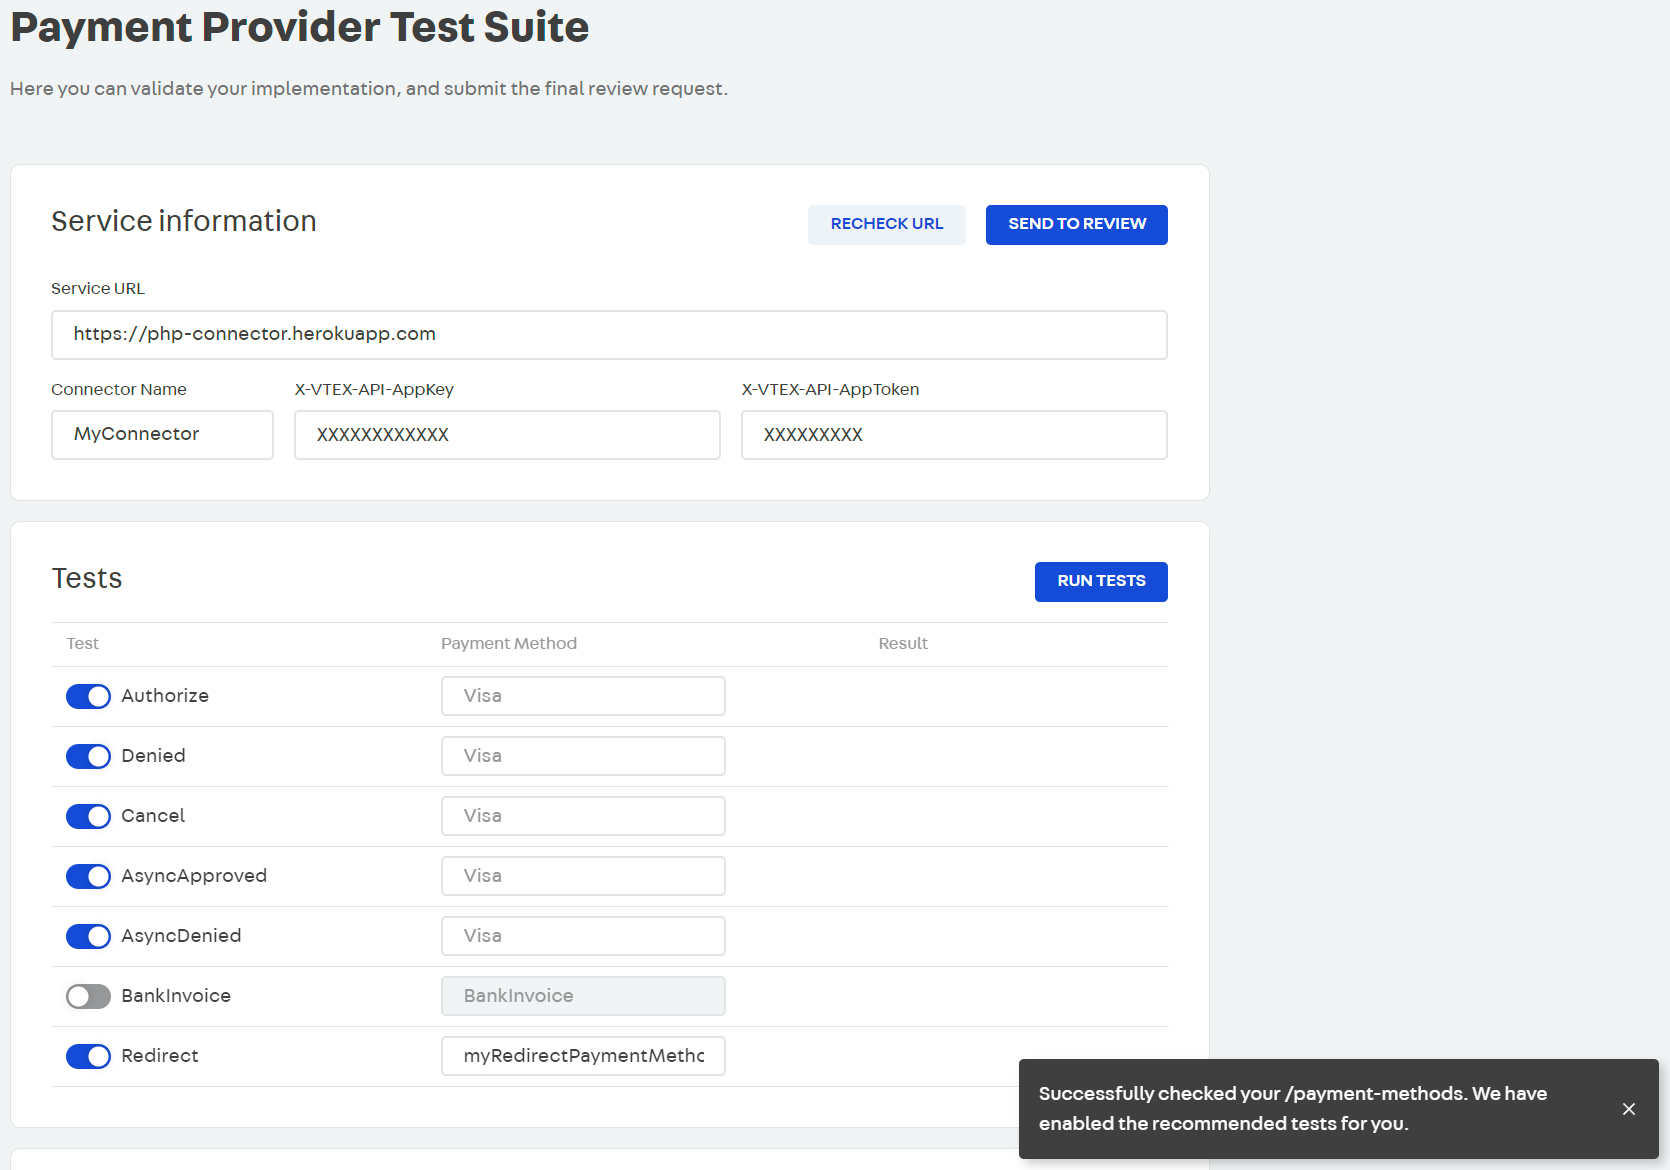 Payment Provider Test Suite
Here you can validate your implementation, and submit the final review request.
Service information
RECHECK URL
SEND TO REVIEW
Service URL
https://php-connector.herokuapp.com
Connector Name
X-VTEX-API-AppKey
X-VTEX-API-AppToken
MyConnector
XXXXXXXXXXXX
XXXXXXXXX
Tests
RUN TESTS
Test
Payment Method
Result
Authorize
Visa
Denied
Visa
Cancel
Visa
AsyncApproved
Visa
AsyncDenied
Visa
BankInvoice
BankInvoice
Redirect
myRedirectPaymentMethc
Successfully checked your /payment-methods. We have
enabled the recommended tests for you.